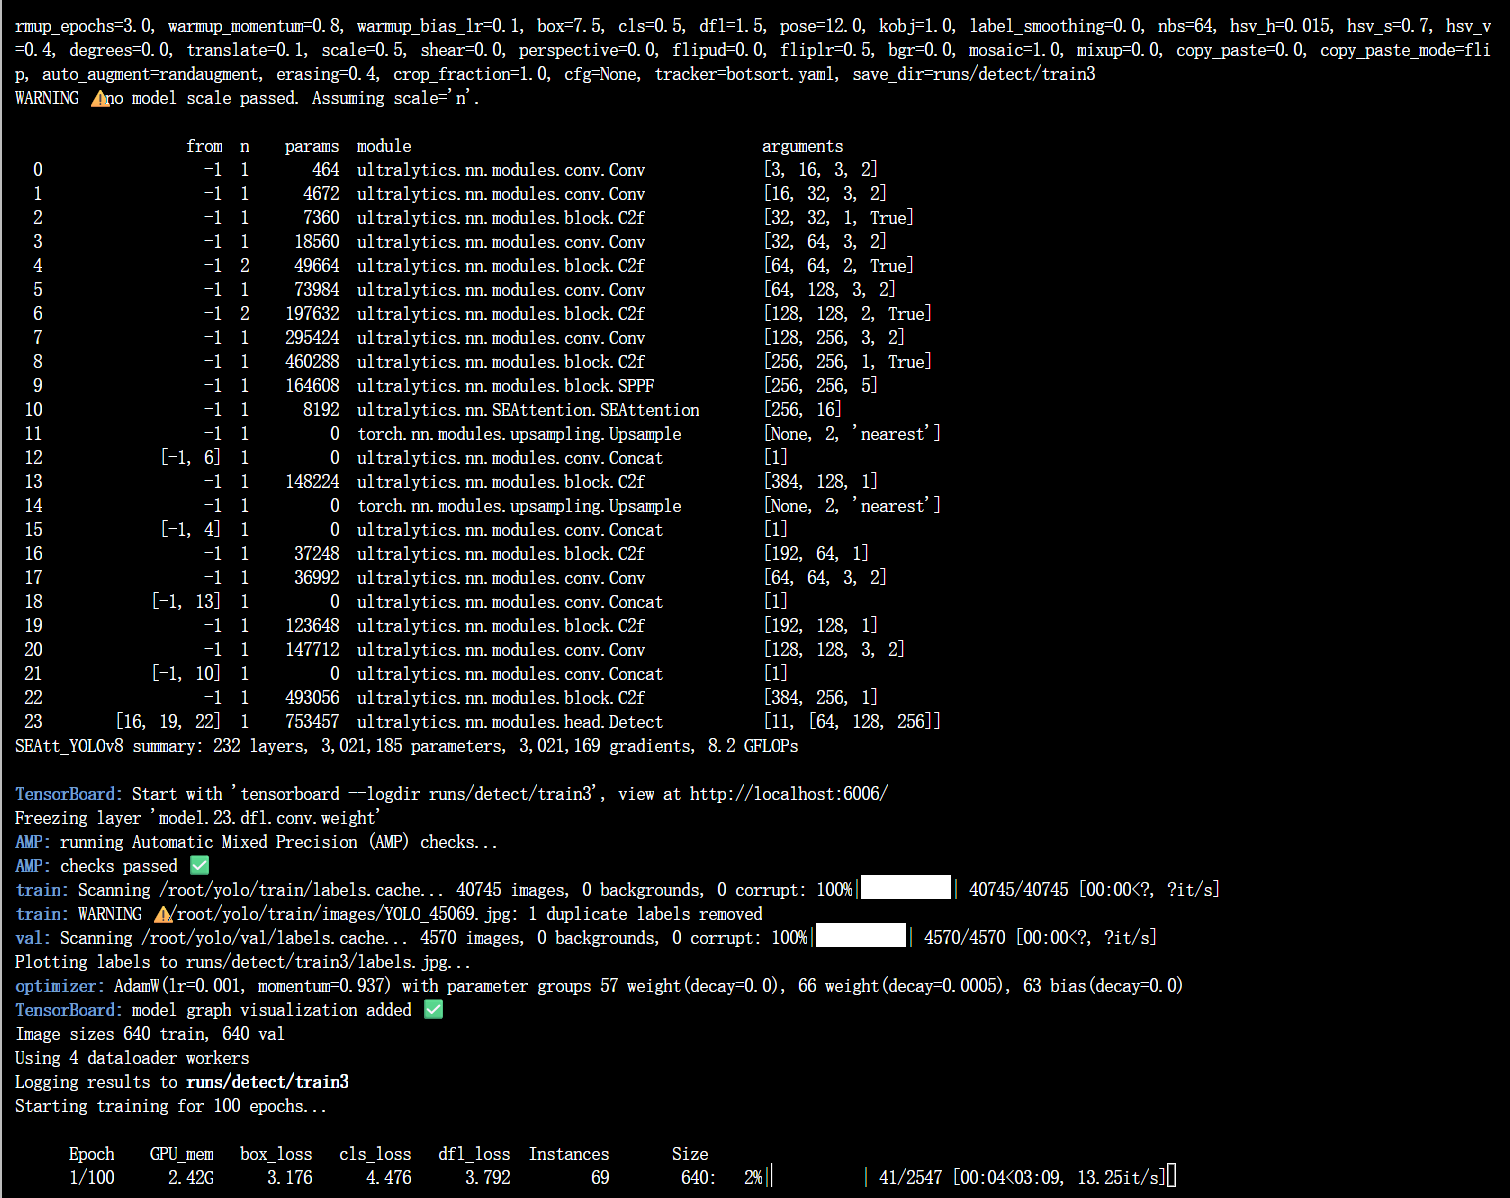 rmup_epochs=3.0, warmup_momentum=0.8, warmup_bias_lr=0.1, box=7.5, cls=0.5, dfl=1.5, pose=12.0, kobj=1.0, label_smoothing=0.0, nbs=64, hsv_h=0.015, hsv_s=0.7, hsv_v
=0.4, degrees=0.0, translate=0.1, scale=0.5, shear=0.0, perspective=0.0, flipud=0.0, fliplr=0.5, bgr=0.0, mosaic=1.0, mixup=0.0, copy_paste=0.0, copy_paste_mode=fli
p, auto_augment=randaugment, erasing=0.4, crop_fraction=1.0, cfg=None, tracker=botsort.yaml, save_dir=runs/detect/train3
WARNING ⚠️no model scale passed. Assuming scale='n'.
from n params module arguments
0 -1 1 464 ultralytics.nn.modules.conv.Conv [3, 16, 3, 2]
1 -1 1 4672 ultralytics.nn.modules.conv.Conv [16, 32, 3, 2]
2 -1 1 7360 ultralytics.nn.modules.block.C2f [32, 32, 1, True]
3 -1 1 18560 ultralytics.nn.modules.conv.Conv [32, 64, 3, 2]
4 -1 2 49664 ultralytics.nn.modules.block.C2f [64, 64, 2, True]
5 -1 1 73984 ultralytics.nn.modules.conv.Conv [64, 128, 3, 2]
6 -1 2 197632 ultralytics.nn.modules.block.C2f [128, 128, 2, True]
7 -1 1 295424 ultralytics.nn.modules.conv.Conv [128, 256, 3, 2]
8 -1 1 460288 ultralytics.nn.modules.block.C2f [256, 256, 1, True]
9 -1 1 164608 ultralytics.nn.modules.block.SPPF [256, 256, 5]
10 -1 1 8192 ultralytics.nn.SEAttention.SEAttention [256, 16]
11 -1 1 0 torch.nn.modules.upsampling.Upsample [None, 2, 'nearest']
12 [-1, 6] 1 0 ultralytics.nn.modules.conv.Concat [1]
13 -1 1 148224 ultralytics.nn.modules.block.C2f [384, 128, 1]
14 -1 1 0 torch.nn.modules.upsampling.Upsample [None, 2, 'nearest']
15 [-1, 4] 1 0 ultralytics.nn.modules.conv.Concat [1]
16 -1 1 37248 ultralytics.nn.modules.block.C2f [192, 64, 1]
17 -1 1 36992 ultralytics.nn.modules.conv.Conv [64, 64, 3, 2]
18 [-1, 13] 1 0 ultralytics.nn.modules.conv.Concat [1]
19 -1 1 123648 ultralytics.nn.modules.block.C2f [192, 128, 1]
20 -1 1 147712 ultralytics.nn.modules.conv.Conv [128, 128, 3, 2]
21 [-1, 10] 1 0 ultralytics.nn.modules.conv.Concat [1]
22 -1 1 493056 ultralytics.nn.modules.block.C2f [384, 256, 1]
23 [16, 19, 22] 1 753457 ultralytics.nn.modules.head.Detect [11, [64, 128, 256]]
SEAtt_YOLOv8 summary: 232 layers, 3,021,185 parameters, 3,021,169 gradients, 8.2 GFLOPs
TensorBoard: Start with 'tensorboard --logdir runs/detect/train3', view at http://localhost:6006/
Freezing layer 'model.23.dfl.conv.weight'
AMP: running Automatic Mixed Precision (AMP) checks...
AMP: checks passed ✅
train: Scanning /root/yolo/train/labels.cache... 40745 images, 0 backgrounds, 0 corrupt: 100%|██████████| 40745/40745 [00:00<?, ?it/s]
train: WARNING ⚠️/root/yolo/train/images/YOLO_45069.jpg: 1 duplicate labels removed
val: Scanning /root/yolo/val/labels.cache... 4570 images, 0 backgrounds, 0 corrupt: 100%|██████████| 4570/4570 [00:00<?, ?it/s]
Plotting labels to runs/detect/train3/labels.jpg...
optimizer: AdamW(lr=0.001, momentum=0.937) with parameter groups 57 weight(decay=0.0), 66 weight(decay=0.0005), 63 bias(decay=0.0)
TensorBoard: model graph visualization added ✅
Image sizes 640 train, 640 val
Using 4 dataloader workers
Logging results to runs/detect/train3
Starting training for 100 epochs...
Epoch GPU_mem box_loss cls_loss dfl_loss Instances Size
1/100 2.42G 3.176 4.476 3.792 69 640: 2%| | 41/2547 [00:04<03:09, 13.25it/s]